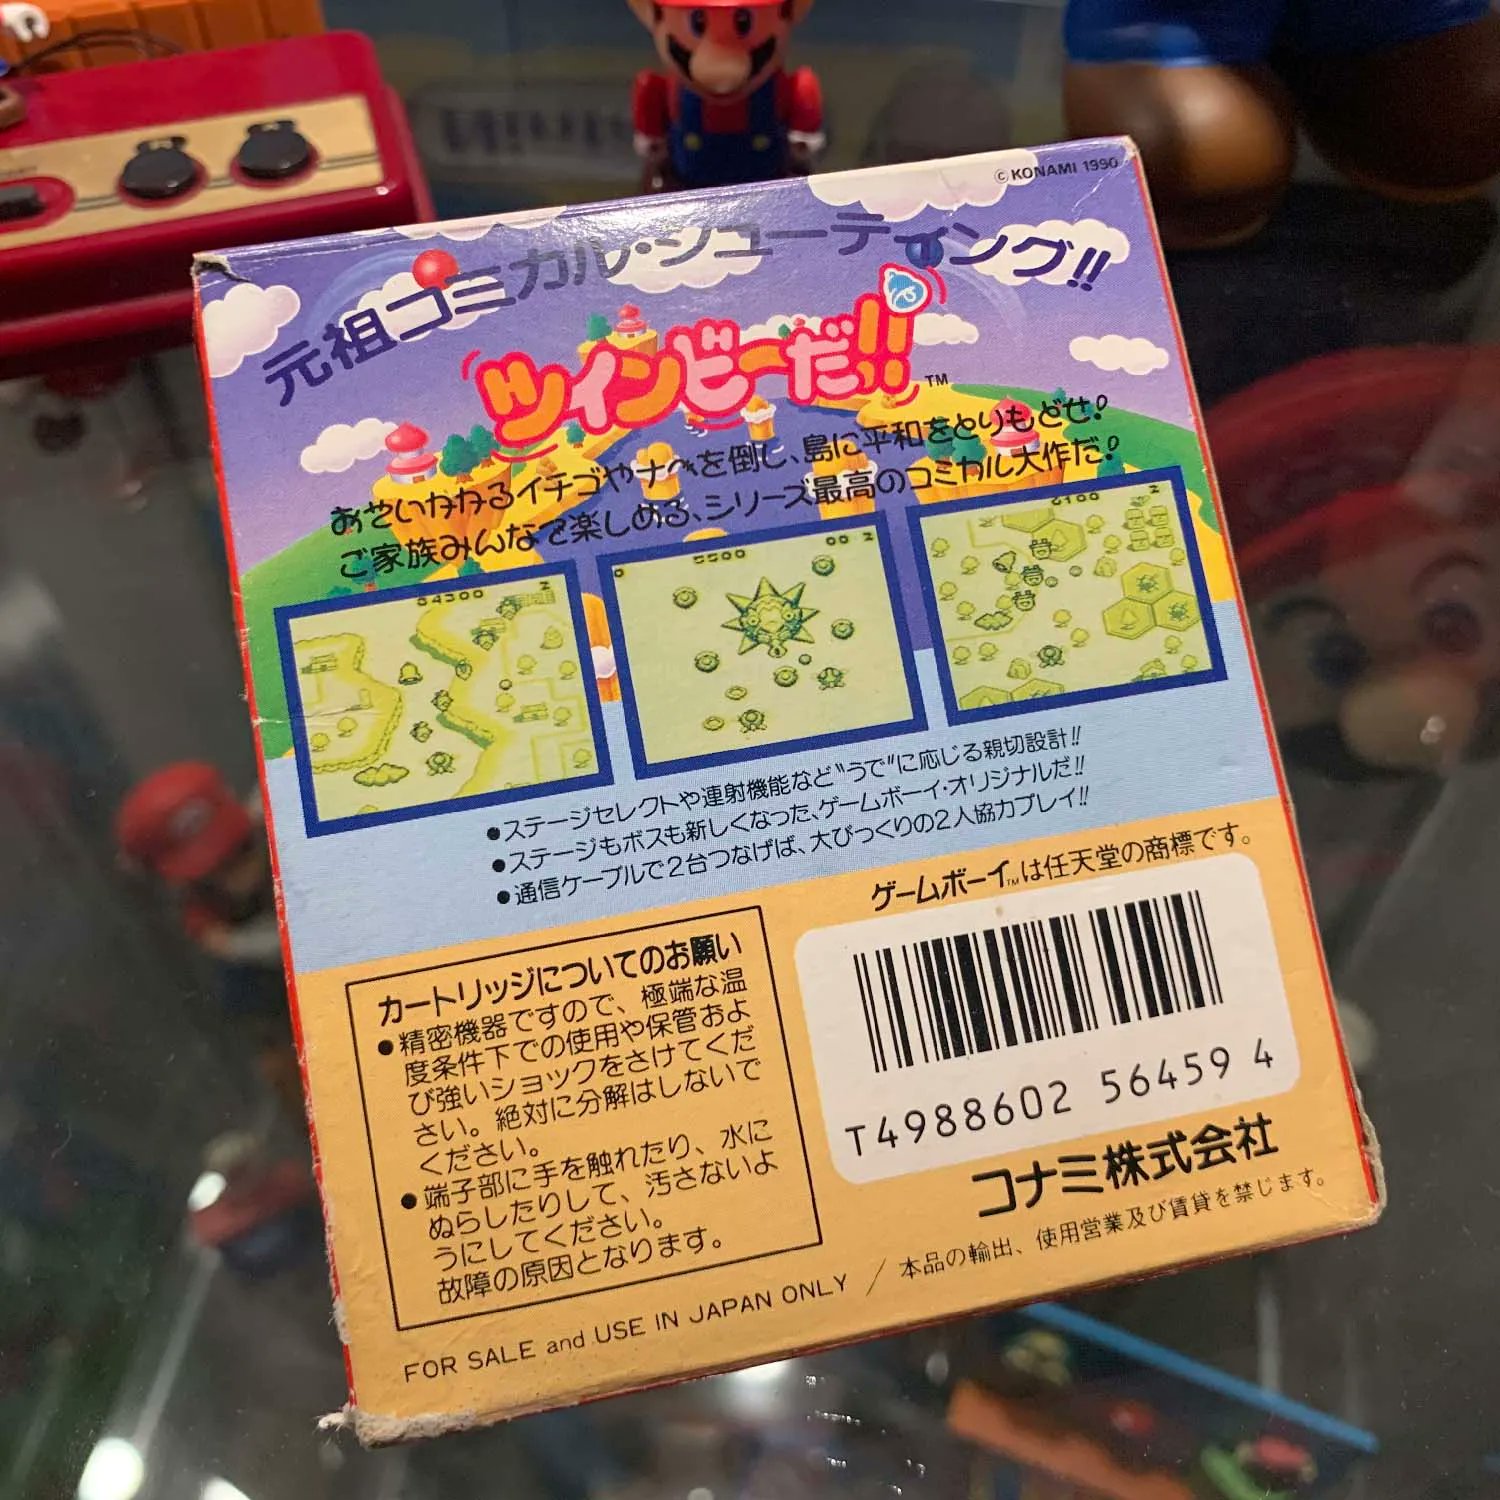 ©KONAMI 1990
元祖コミカル・シューティング!!
ツインビーだ!!™
おそいかかるイチゴやナベを倒し、島に平和をとりもどせ!
ご家族みんなで楽しめる、シリーズ最高のコミカル大作だ!
04300
5500
00 2
6100
2
●ステージセレクトや連射機能など"うで"に応じる親切設計!!
●ステージもボスも新しくなった、ゲームボーイ・オリジナルだ!!
●通信ケーブルで2台つなげば、大びっくりの2人協力プレイ!!
ゲームボーイ™は任天堂の商標です。
カートリッジについてのお願い
●精密機器ですので、極端な温
度条件下での使用や保管およ
び強いショックをさけてくだ
さい。絶対に分解はしないで
ください。
●端子部に手を触れたり、水に
ぬらしたりして、汚さないよ
うにしてください。
故障の原因となります。
T4988602 56459 4
コナミ株式会社
FOR SALE and USE IN JAPAN ONLY / 本品の輸出、使用営業及び賃貸を禁じます。